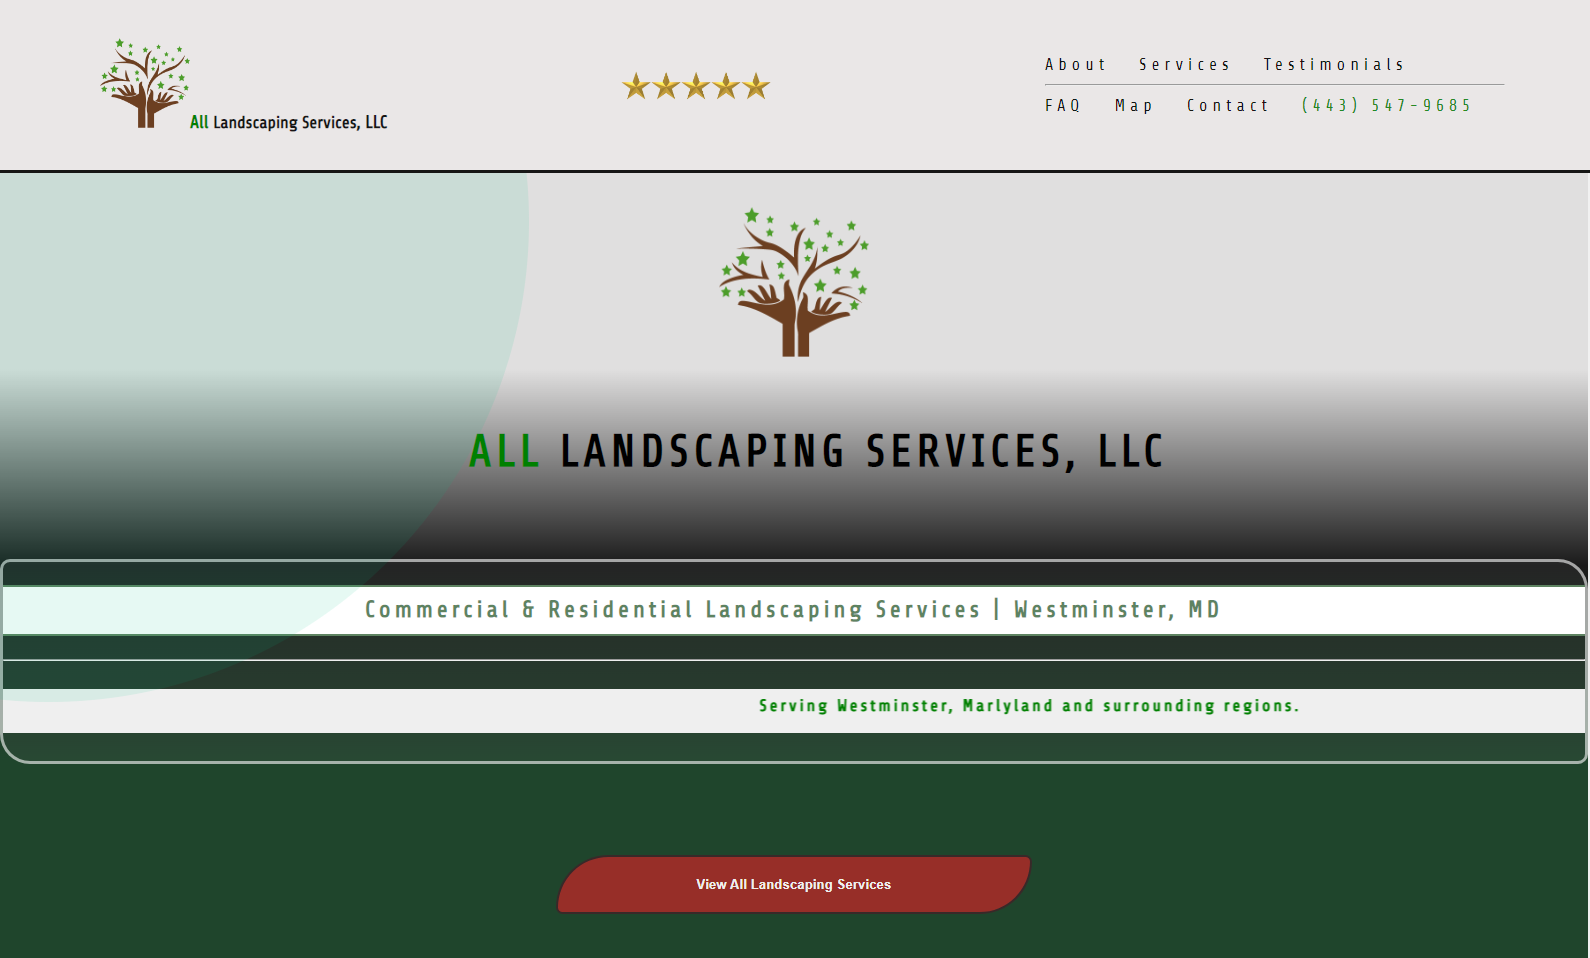 All Landscaping Services, LLC
About Services Testimonials
FAQ Map Contact (443) 547-9685
ALL LANDSCAPING SERVICES, LLC
Commercial & Residential Landscaping Services | Westminster, MD
Serving Westminster, Marlyland and surrounding regions.
View All Landscaping Services